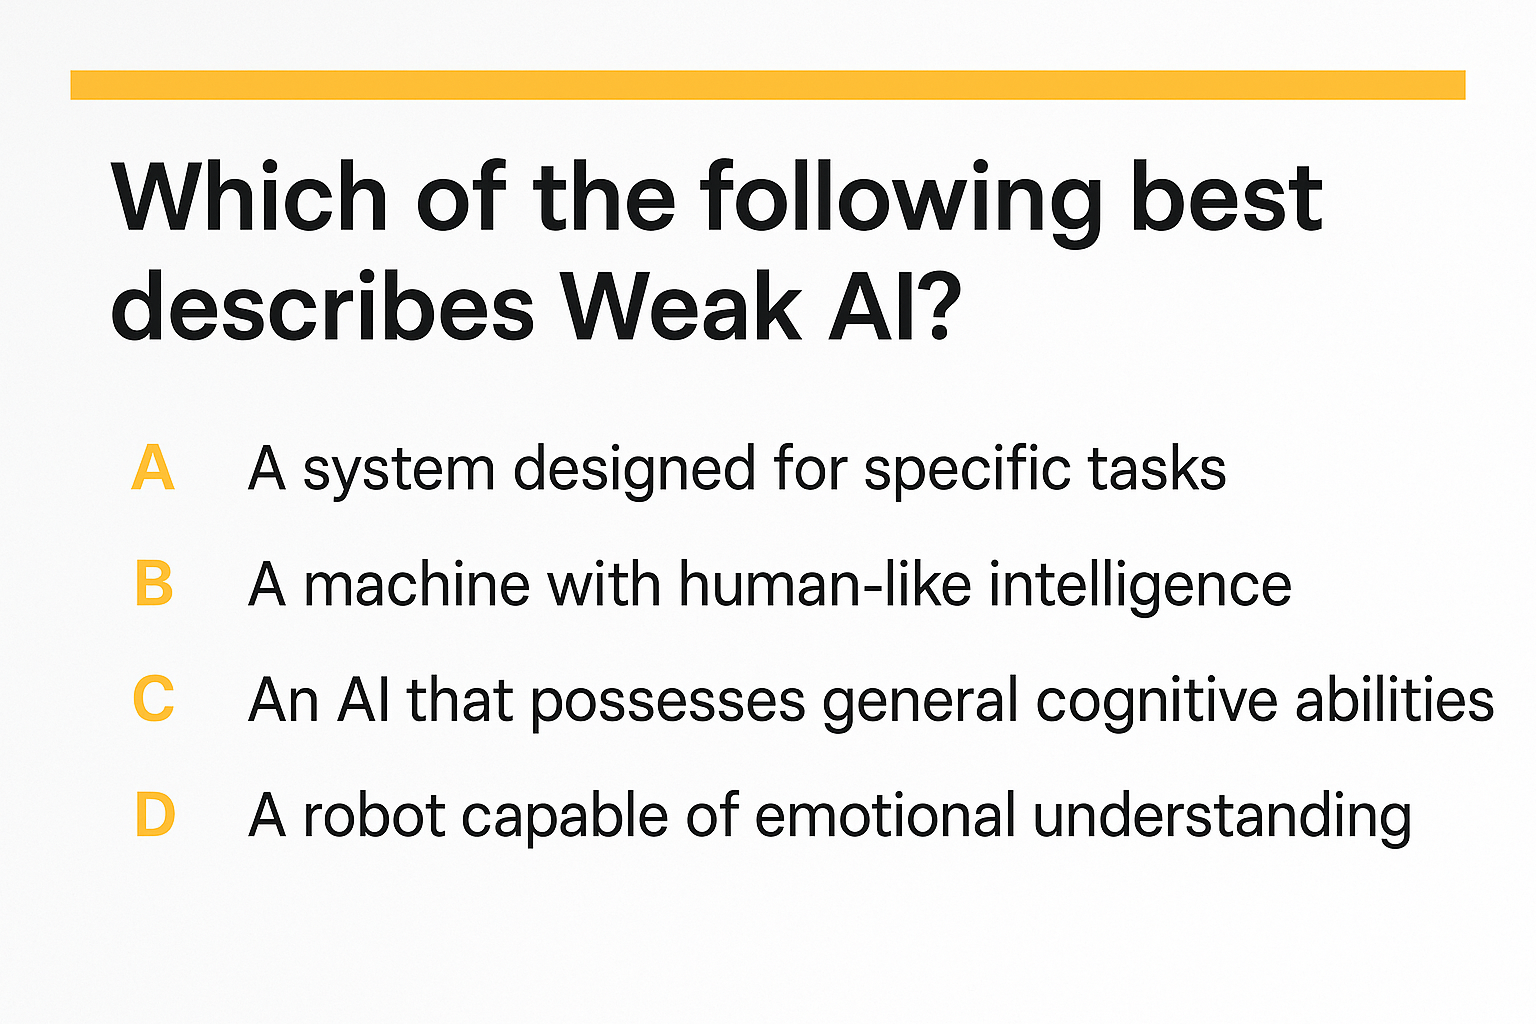 Which of the following best
describes Weak AI?
A A system designed for specific tasks
B A machine with human-like intelligence
C An AI that possesses general cognitive abilities
D A robot capable of emotional understanding